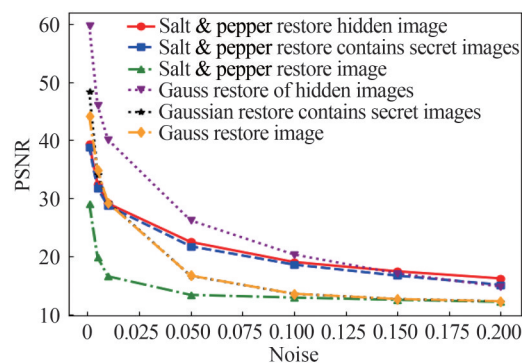 60
50
40
30
20
10
PSNR
Salt & pepper restore hidden image
Salt & pepper restore contains secret images
Salt & pepper restore image
Gauss restore of hidden images
Gaussian restore contains secret images
Gauss restore image
0 0.025 0.050 0.075 0.100 0.125 0.150 0.175 0.200
Noise